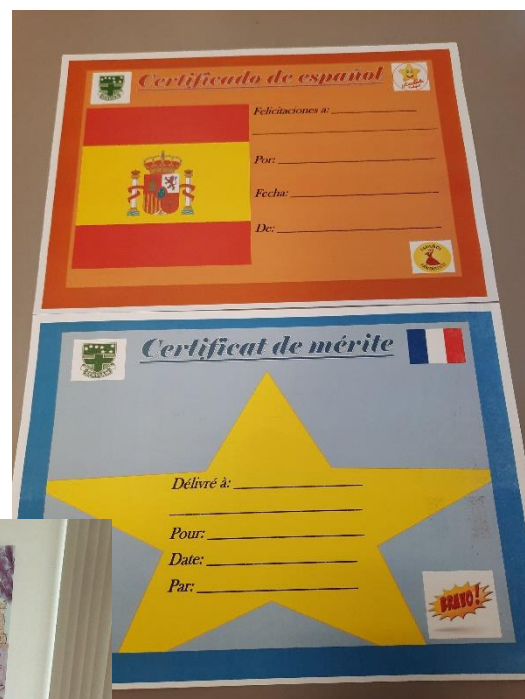 Certificado de español
Felicitaciones a:
Por:
Fecha:
De:
Certificat de mérite
Délivré à:
Pour:
Date:
Par:
BRAVO!